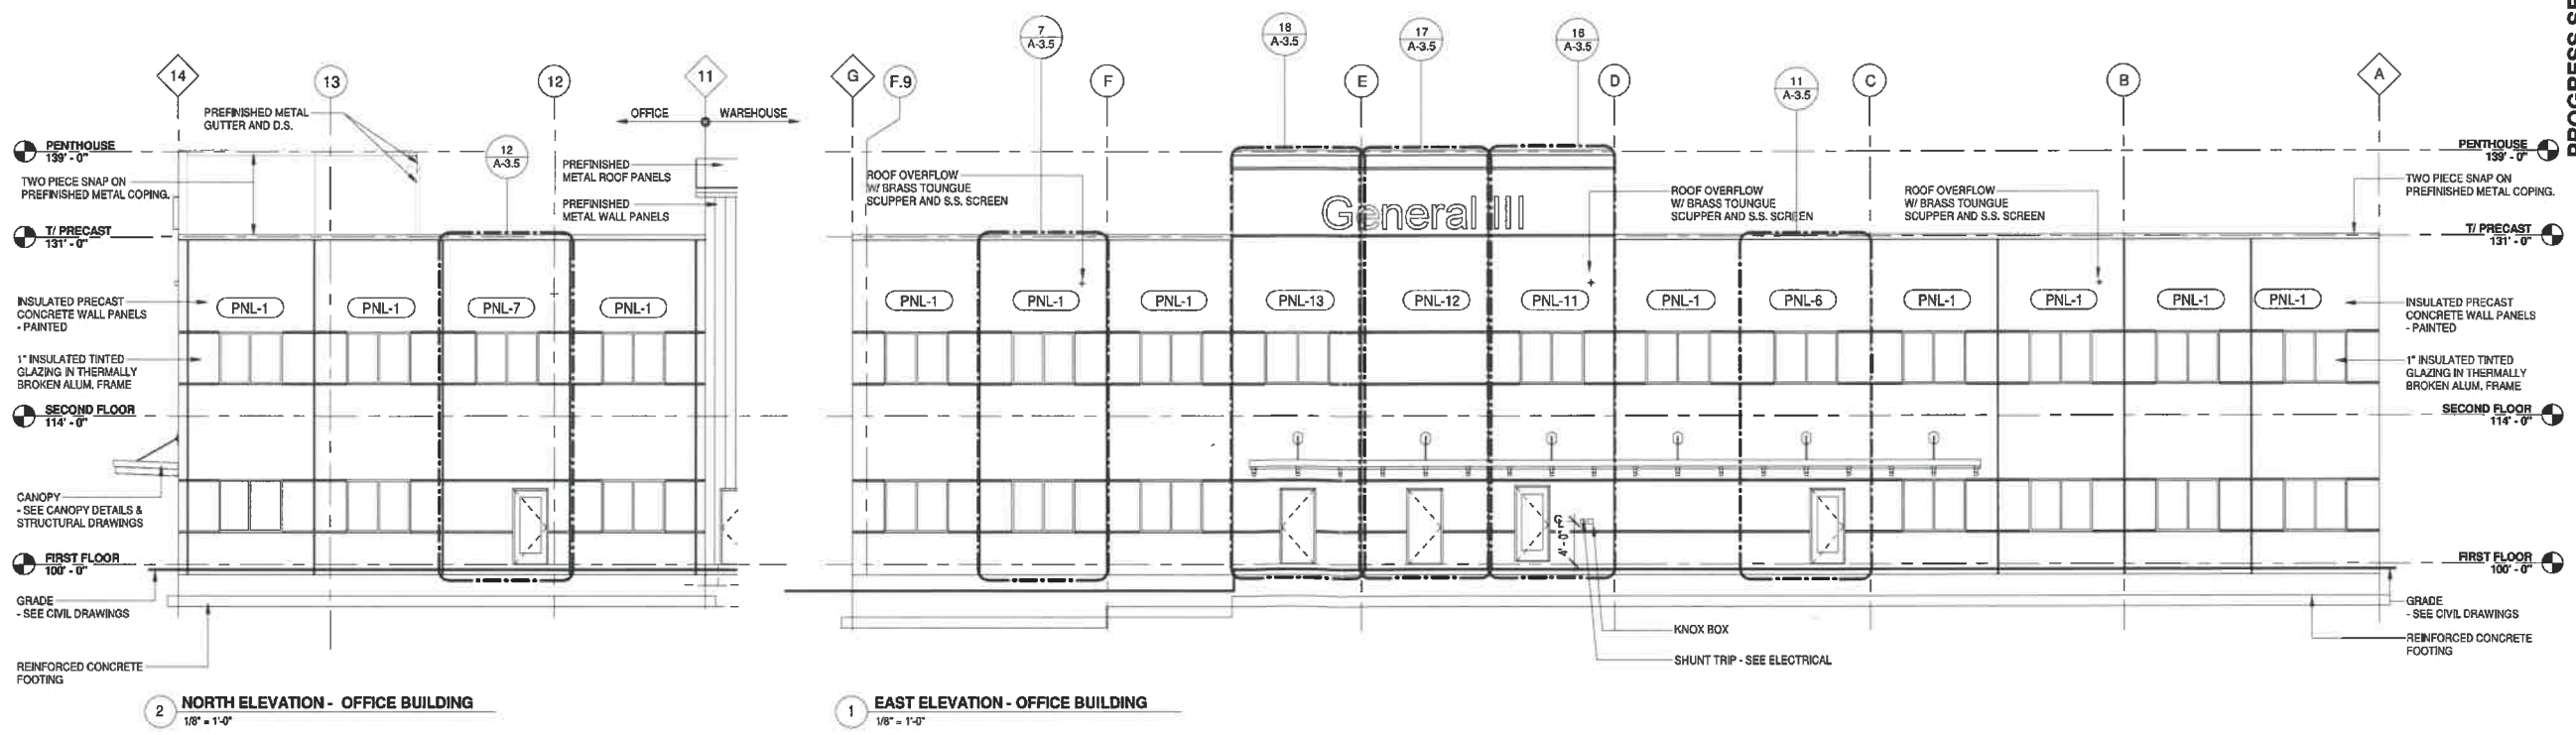 PROGRESS SE
14
13
12
11
PREFINISHED METAL
GUTTER AND D.S.
OFFICE
WAREHOUSE
PENTHOUSE
139' - 0"
12
A-3.5
PREFINISHED
METAL ROOF PANELS
TWO PIECE SNAP ON
PREFINISHED METAL COPING.
PREFINISHED
METAL WALL PANELS
T/ PRECAST
131' - 0"
INSULATED PRECAST
CONCRETE WALL PANELS
- PAINTED
PNL-1
PNL-1
PNL-7
PNL-1
1" INSULATED TINTED
GLAZING IN THERMALLY
BROKEN ALUM. FRAME
SECOND FLOOR
114' - 0"
CANOPY
- SEE CANOPY DETAILS &
STRUCTURAL DRAWINGS
FIRST FLOOR
100' - 0"
GRADE
- SEE CIVIL DRAWINGS
REINFORCED CONCRETE
FOOTING
2
NORTH ELEVATION - OFFICE BUILDING
1/8" = 1'-0"
G
F.9
7
A-3.5
F
18
A-3.5
E
17
A-3.5
16
A-3.5
D
11
A-3.5
C
B
A
ROOF OVERFLOW
W/ BRASS TOUNGUE
SCUPPER AND S.S. SCREEN
General III
ROOF OVERFLOW
W/ BRASS TOUNGUE
SCUPPER AND S.S. SCREEN
ROOF OVERFLOW
W/ BRASS TOUNGUE
SCUPPER AND S.S. SCREEN
PENTHOUSE
139' - 0"
TWO PIECE SNAP ON
PREFINISHED METAL COPING.
T/ PRECAST
131' - 0"
PNL-1
PNL-1
PNL-1
PNL-13
PNL-12
PNL-11
PNL-1
PNL-6
PNL-1
PNL-1
PNL-1
PNL-1
INSULATED PRECAST
CONCRETE WALL PANELS
- PAINTED
1" INSULATED TINTED
GLAZING IN THERMALLY
BROKEN ALUM. FRAME
SECOND FLOOR
114' - 0"
CL
4' - 0"
FIRST FLOOR
100' - 0"
GRADE
- SEE CIVIL DRAWINGS
KNOX BOX
REINFORCED CONCRETE
FOOTING
SHUNT TRIP - SEE ELECTRICAL
1
EAST ELEVATION - OFFICE BUILDING
1/8" = 1'-0"